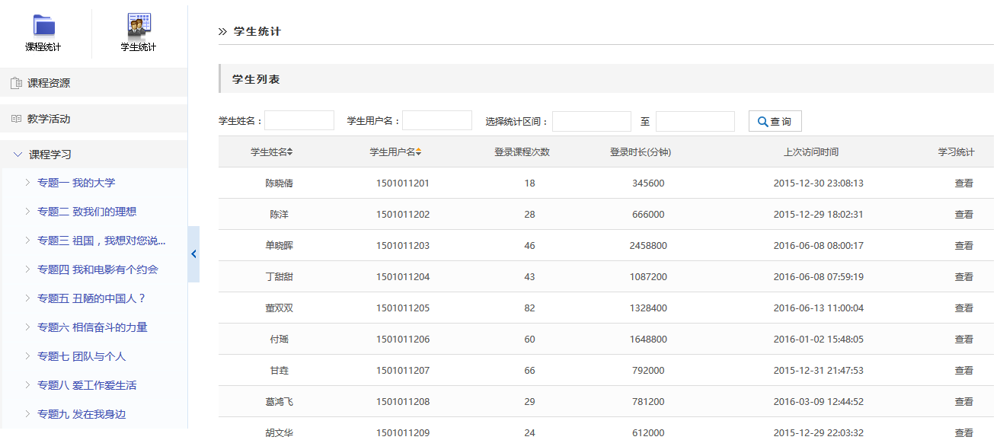 课程统计 学生统计
课程资源
教学活动
课程学习
专题一 我的大学
专题二 致我们的理想
专题三 祖国，我想对您说...
专题四 我和电影有个约会
专题五 丑陋的中国人？
专题六 相信奋斗的力量
专题七 团队与个人
专题八 爱工作爱生活
专题九 发在我身边
学生统计
学生列表
学生姓名： 学生用户名： 选择统计区间： 至 查询
学生姓名 学生用户名 登录课程次数 登录时长(分钟) 上次访问时间 学习统计
陈晓倩 1501011201 18 345600 2015-12-30 23:08:13 查看
陈洋 1501011202 28 666000 2015-12-29 18:02:31 查看
单晓晖 1501011203 46 2458800 2016-06-08 08:00:17 查看
丁甜甜 1501011204 43 1087200 2016-06-08 07:59:19 查看
董双双 1501011205 82 1328400 2016-06-13 11:00:04 查看
付瑶 1501011206 60 1648800 2016-01-02 15:48:05 查看
甘垚 1501011207 66 792000 2015-12-31 21:47:53 查看
葛鸿飞 1501011208 29 781200 2016-03-09 12:44:52 查看
胡文华 1501011209 24 612000 2015-12-29 22:03:32 查看